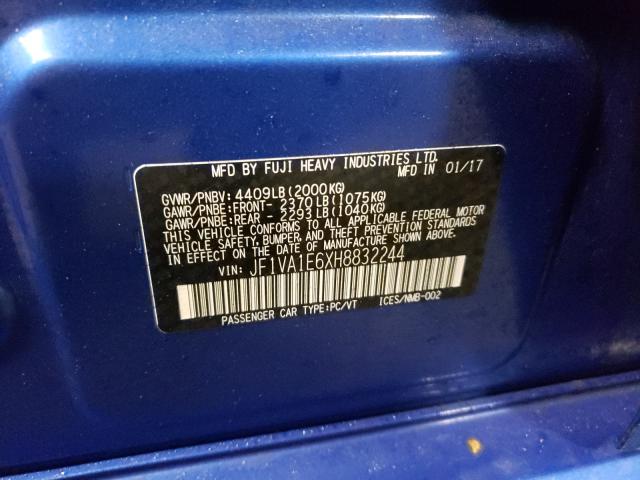 MFD BY FUJI HEAVY INDUSTRIES LTD.
MFD IN 01/17
GVWR/PNBV: 4409LB(2000KG)
GAWR/PNBE:FRONT- 2370LB(1075KG)
GAWR/PNBE:REAR - 2293LB(1040KG)
THIS VEHICLE CONFORMS TO ALL APPLICABLE FEDERAL MOTOR
VEHICLE SAFETY, BUMPER, AND THEFT PREVENTION STANDARDS
IN EFFECT ON THE DATE OF MANUFACTURE SHOWN ABOVE.
VIN: JF1VA1E6XH8832244
PASSENGER CAR TYPE:PC/VT ICES/NMB-002